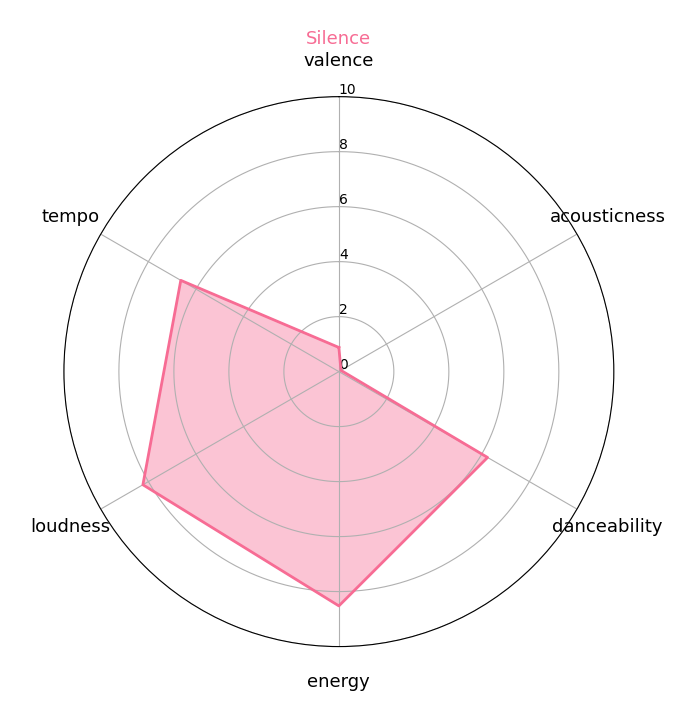 Silence
valence
10
8
6
4
2
0
tempo
acousticness
loudness
danceability
energy